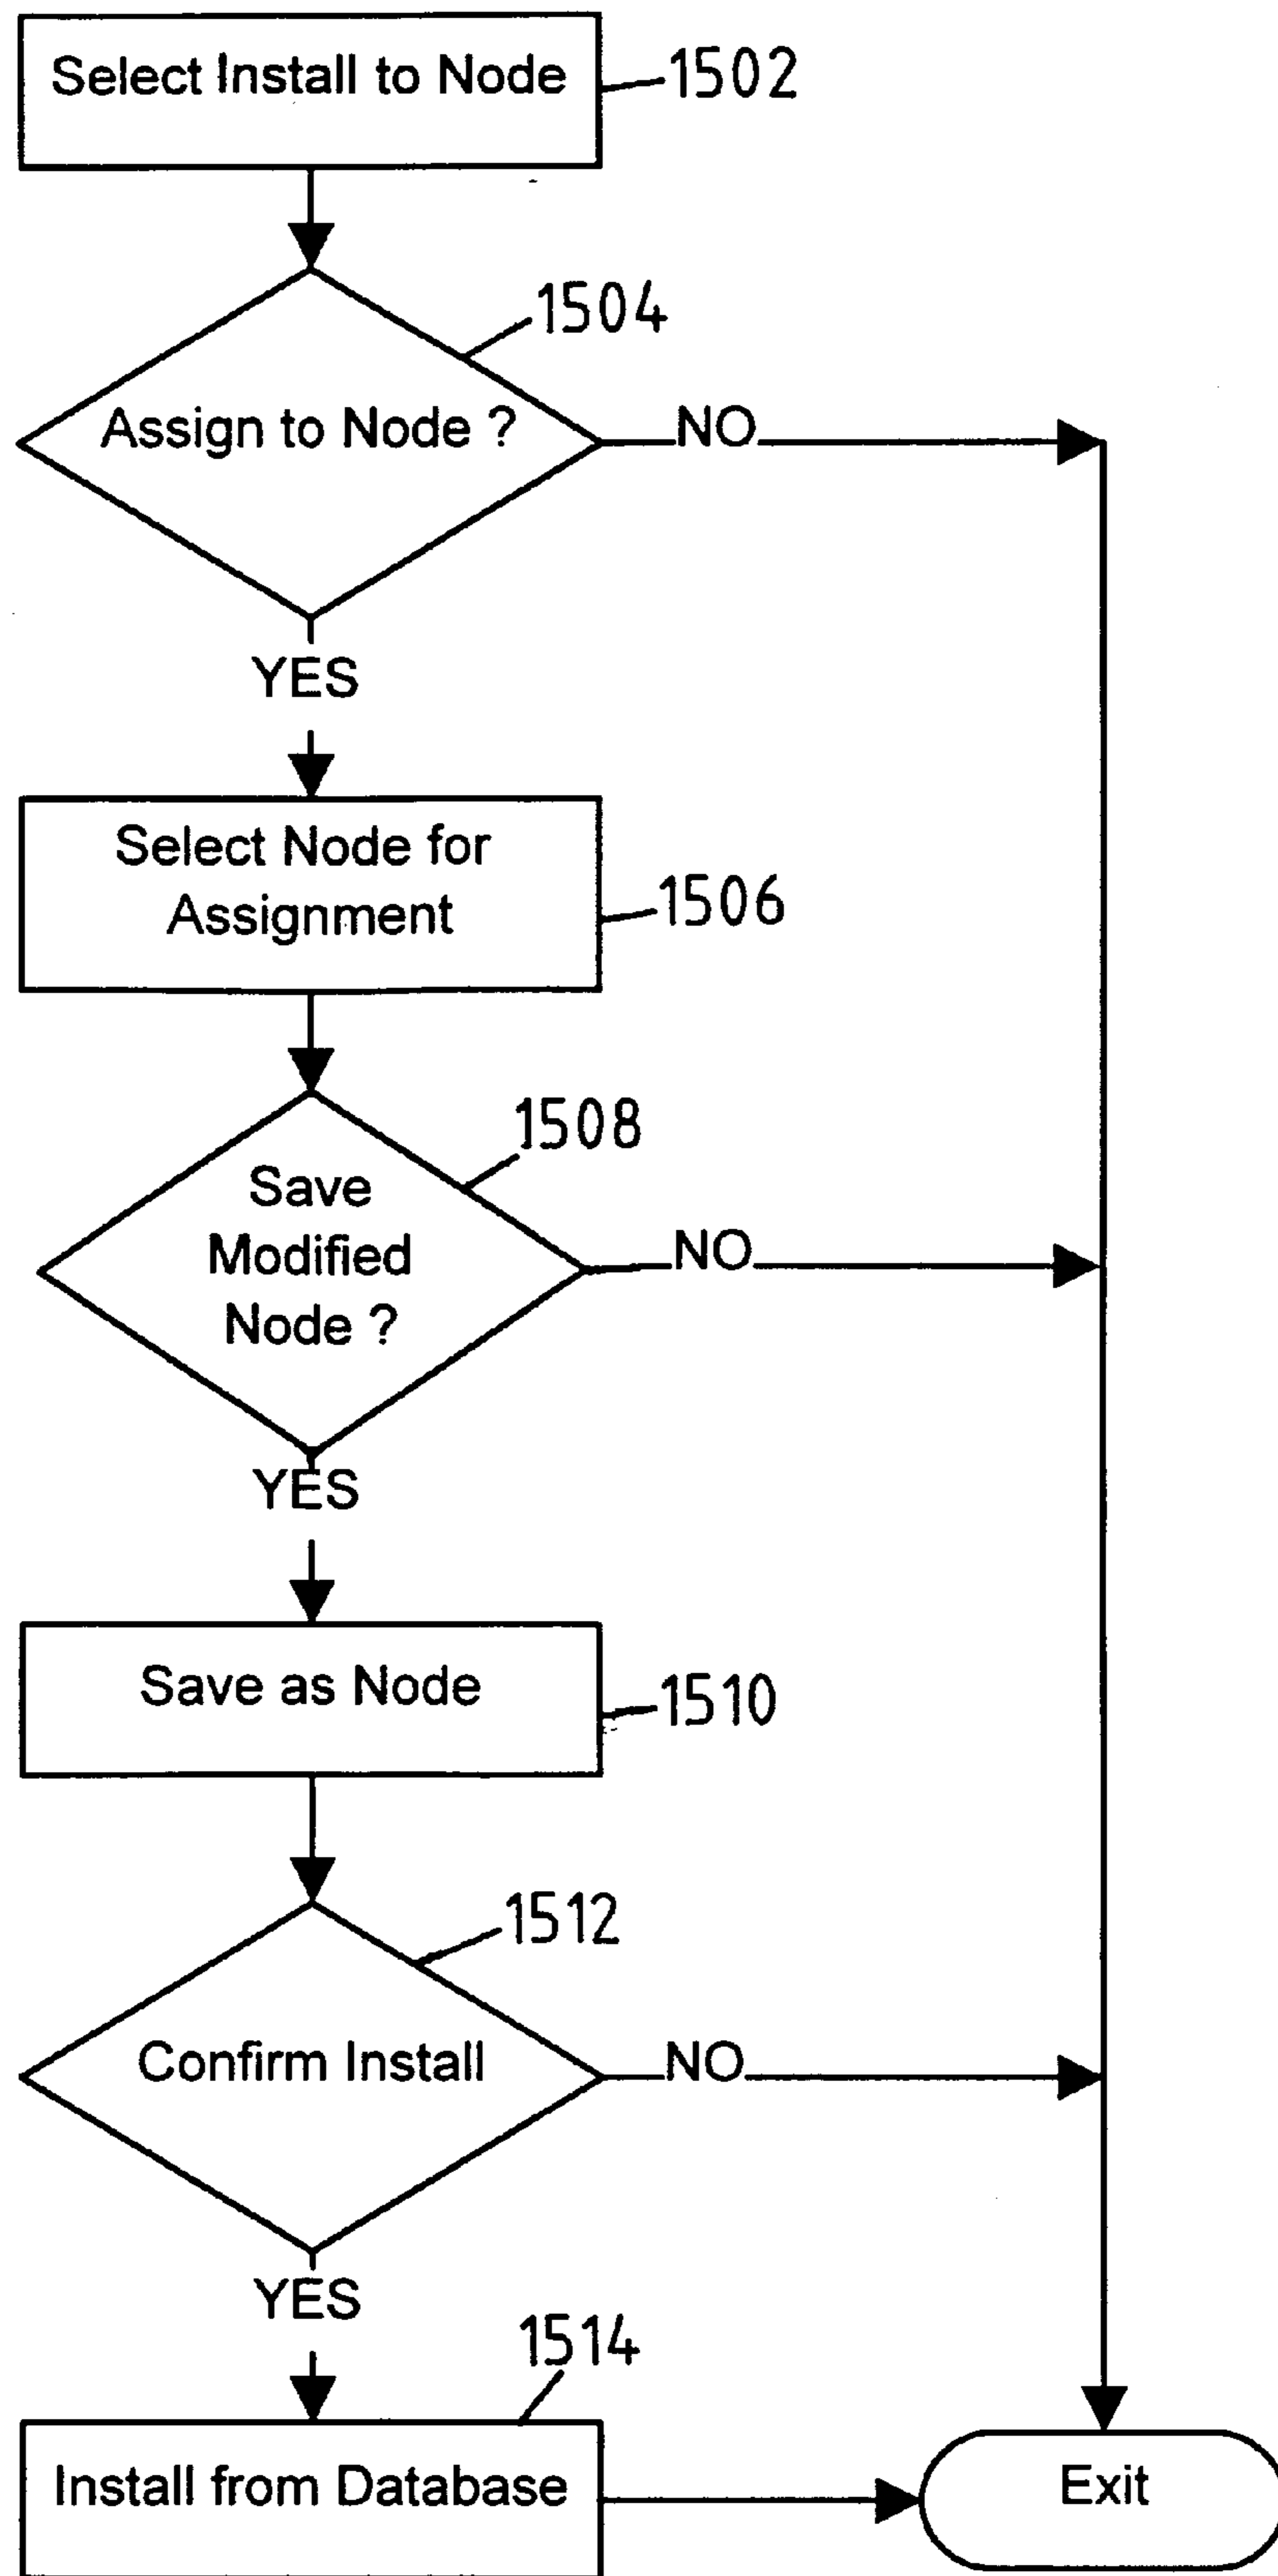 Select Install to Node
1502
1504
Assign to Node ?
NO
YES
Select Node for
Assignment
1506
1508
Save
Modified
Node ?
NO
YES
Save as Node
1510
1512
Confirm Install
NO
YES
1514
Install from Database
Exit